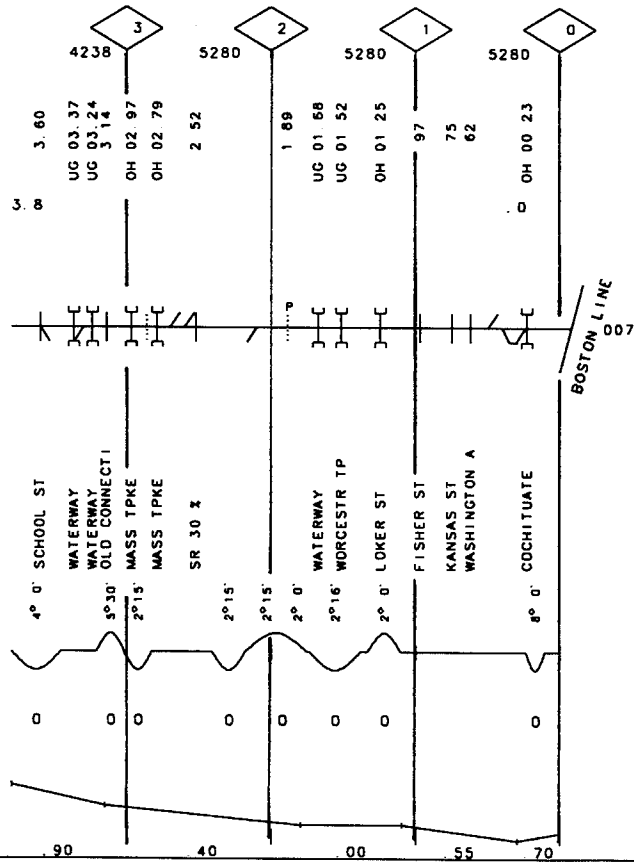 3 2 1 0
4238 5280 5280 5280
3.60
UG 03.37
UG 03.24
3 14
OH 02.97
OH 02.79
2 52
1 89
UG 01 68
UG 01 52
OH 01 25
97
75
62
OH 00 23
3.8
.0
P
007
BOSTON LINE
SCHOOL ST
WATERWAY
WATERWAY
OLD CONNECTI
MASS TPKE
MASS TPKE
SR 30 %
WATERWAY
WORCESTR TP
LOKER ST
FISHER ST
KANSAS ST
WASHINGTON A
COCHITUATE
4° 0'
5°30'
2°15'
2°15'
2°15'
2° 0'
2°16'
2° 0'
8° 0'
0 0 0 0 0 0 0 0
.90 .40 .00 .55 .70